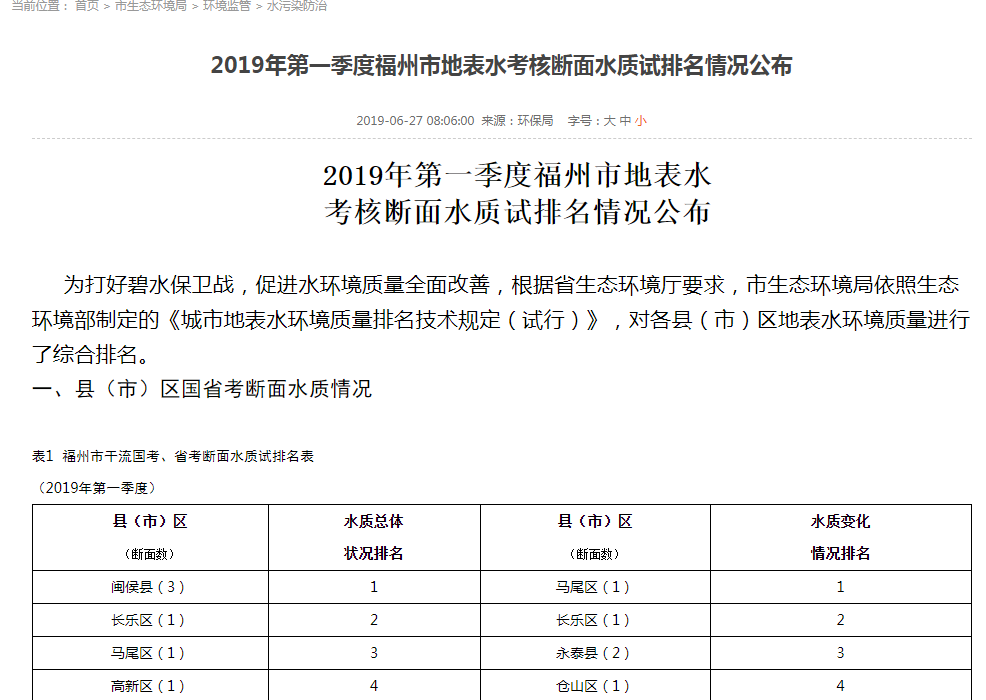 当前位置： 首页 > 市生态环境局 > 环境监管 > 水污染防治
2019年第一季度福州市地表水考核断面水质试排名情况公布
2019-06-27 08:06:00 来源：环保局 字号：大 中 小
2019年第一季度福州市地表水
考核断面水质试排名情况公布
为打好碧水保卫战，促进水环境质量全面改善，根据省生态环境厅要求，市生态环境局依照生态
环境部制定的《城市地表水环境质量排名技术规定（试行）》，对各县（市）区地表水环境质量进行
了综合排名。
一、县（市）区国省考断面水质情况
表1 福州市干流国考、省考断面水质试排名表
（2019年第一季度）
县（市）区 水质总体 县（市）区 水质变化
（断面数） 状况排名 （断面数） 情况排名
闽侯县（3） 1 马尾区（1） 1
长乐区（1） 2 长乐区（1） 2
马尾区（1） 3 永泰县（2） 3
高新区（1） 4 仓山区（1） 4